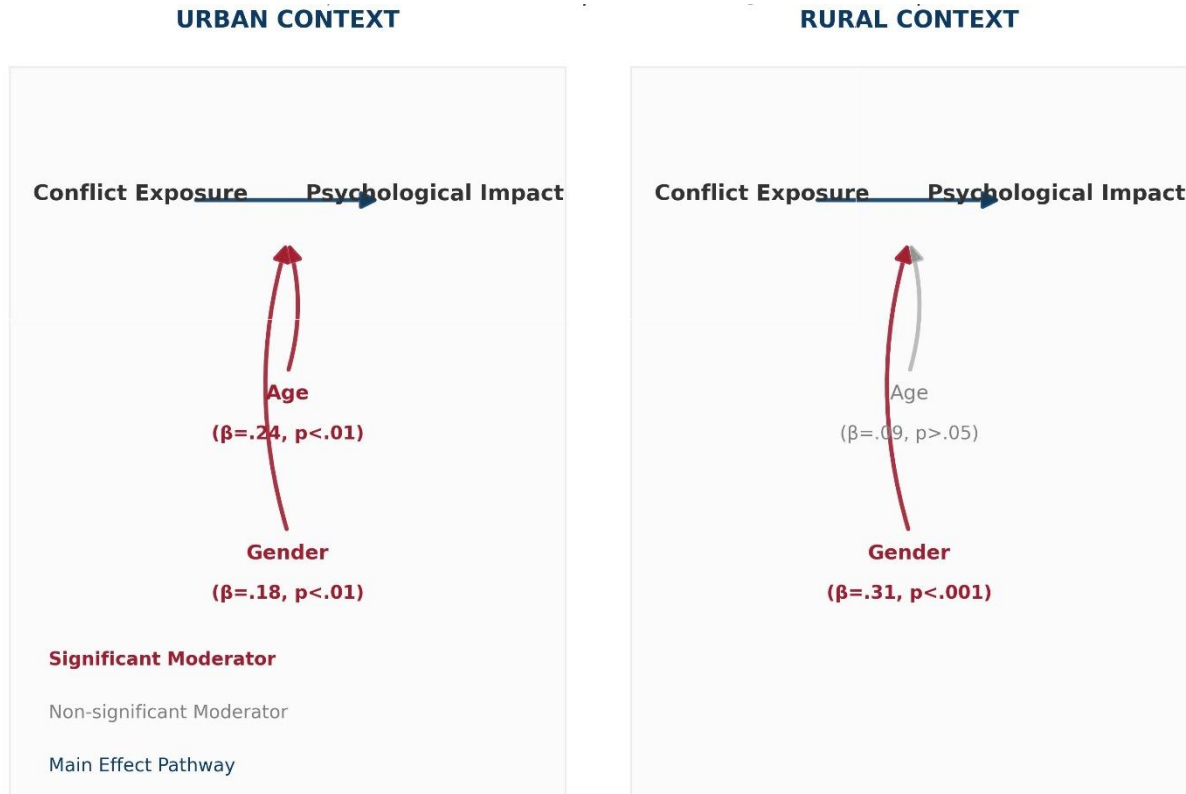 URBAN CONTEXT
Conflict Exposure
Psychological Impact
Age
(β=.24, p<.01)
Gender
(β=.18, p<.01)
Significant Moderator
Non-significant Moderator
Main Effect Pathway
RURAL CONTEXT
Conflict Exposure
Psychological Impact
Age
(β=.09, p>.05)
Gender
(β=.31, p<.001)